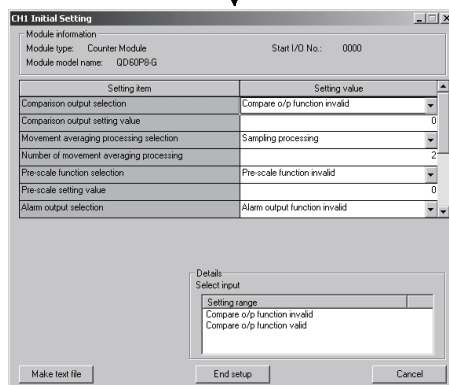 CH1 Initial Setting
Module information
Module type: Counter Module Start I/O No.: 0000
Module model name: QD60P8-G
Setting item Setting value
Comparison output selection Compare o/p function invalid
Comparison output setting value 0
Movement averaging processing selection Sampling processing
Number of movement averaging processing 2
Pre-scale function selection Pre-scale function invalid
Pre-scale setting value 0
Alarm output selection Alarm output function invalid
Details
Select input
Setting range
Compare o/p function invalid
Compare o/p function valid
Make text file End setup Cancel